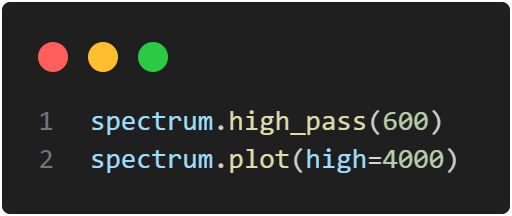 1 spectrum.high_pass(600)
2 spectrum.plot(high=4000)